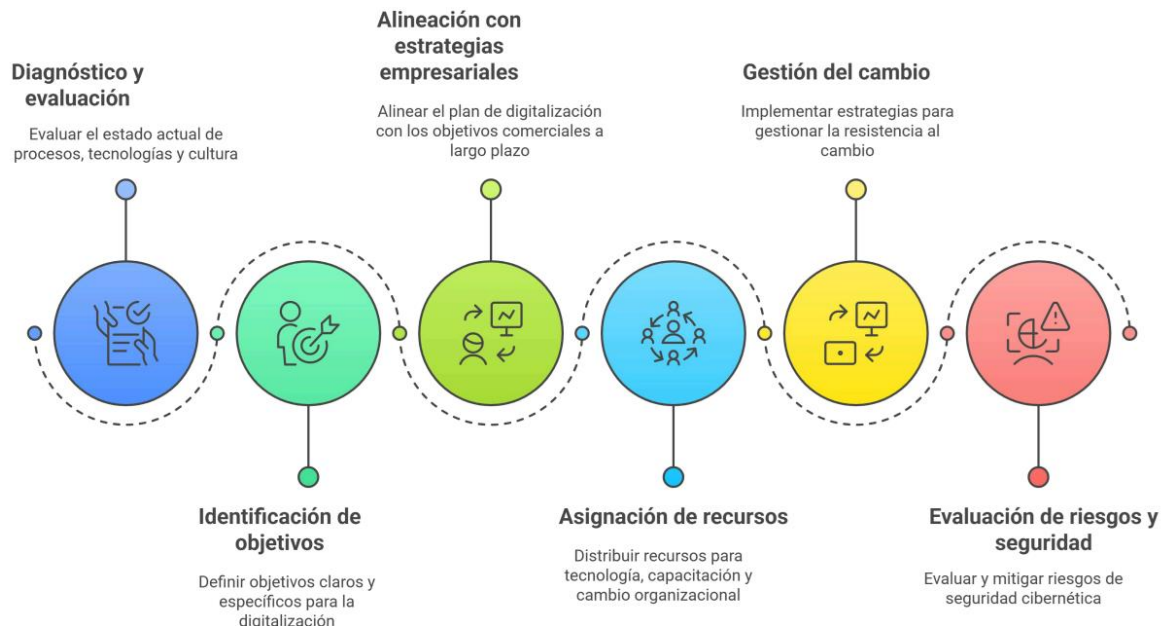 Diagnóstico y
evaluación
Evaluar el estado actual de
procesos, tecnologías y cultura
Identificación de
objetivos
Definir objetivos claros y
específicos para la
digitalización
Alineación con
estrategias
empresariales
Alinear el plan de digitalización
con los objetivos comerciales a
largo plazo
Asignación de recursos
Distribuir recursos para
tecnología, capacitación y
cambio organizacional
Gestión del cambio
Implementar estrategias para
gestionar la resistencia al
cambio
Evaluación de riesgos y
seguridad
Evaluar y mitigar riesgos de
seguridad cibernética